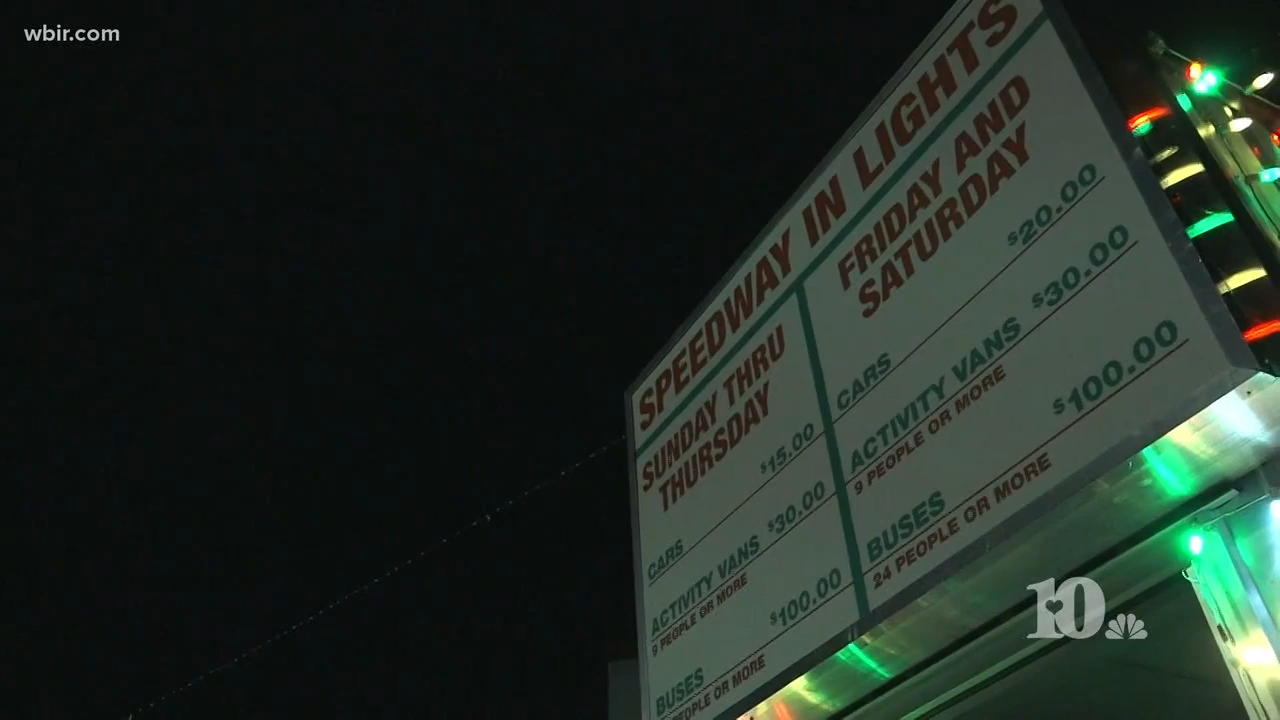 wbir.com
SPEEDWAY IN LIGHTS
SUNDAY THRU
THURSDAY
CARS $15.00
ACTIVITY VANS $30.00
9 PEOPLE OR MORE
BUSES $100.00
PEOPLE OR MORE
FRIDAY AND
SATURDAY
CARS $20.00
ACTIVITY VANS $30.00
9 PEOPLE OR MORE
BUSES $100.00
24 PEOPLE OR MORE
10